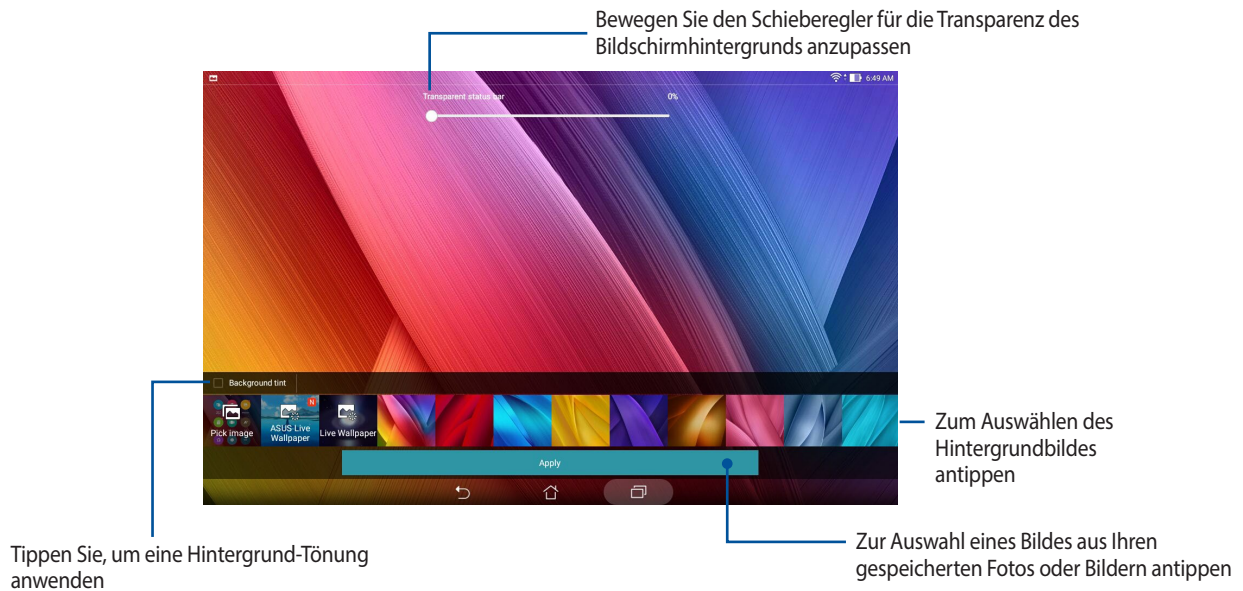 Bewegen Sie den Schieberegler für die Transparenz des
Bildschirmhintergrunds anzupassen
6:49 AM
Transparent status bar
0%
Background tint
Pick image
N
ASUS Live
Wallpaper
Live Wallpaper
Apply
Zum Auswählen des
Hintergrundbildes
antippen
Tippen Sie, um eine Hintergrund-Tönung
anwenden
Zur Auswahl eines Bildes aus Ihren
gespeicherten Fotos oder Bildern antippen